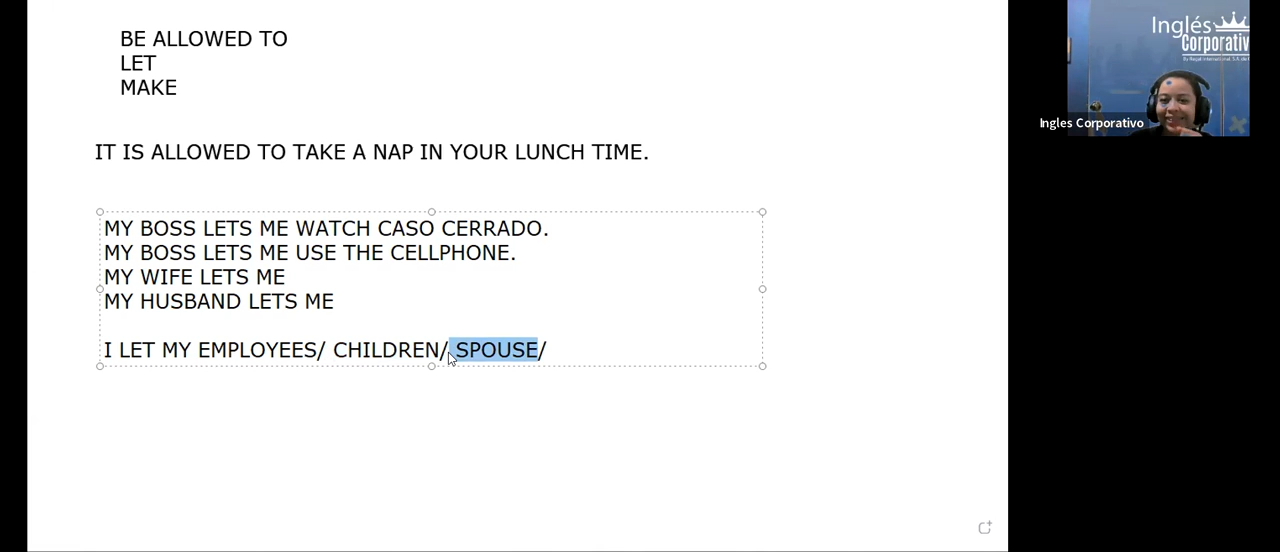 BE ALLOWED TO
LET
MAKE
IT IS ALLOWED TO TAKE A NAP IN YOUR LUNCH TIME.
MY BOSS LETS ME WATCH CASO CERRADO.
MY BOSS LETS ME USE THE CELLPHONE.
MY WIFE LETS ME
MY HUSBAND LETS ME
I LET MY EMPLOYEES/ CHILDREN/ SPOUSE/
Inglés
Corporativ
Ingles Corporativo